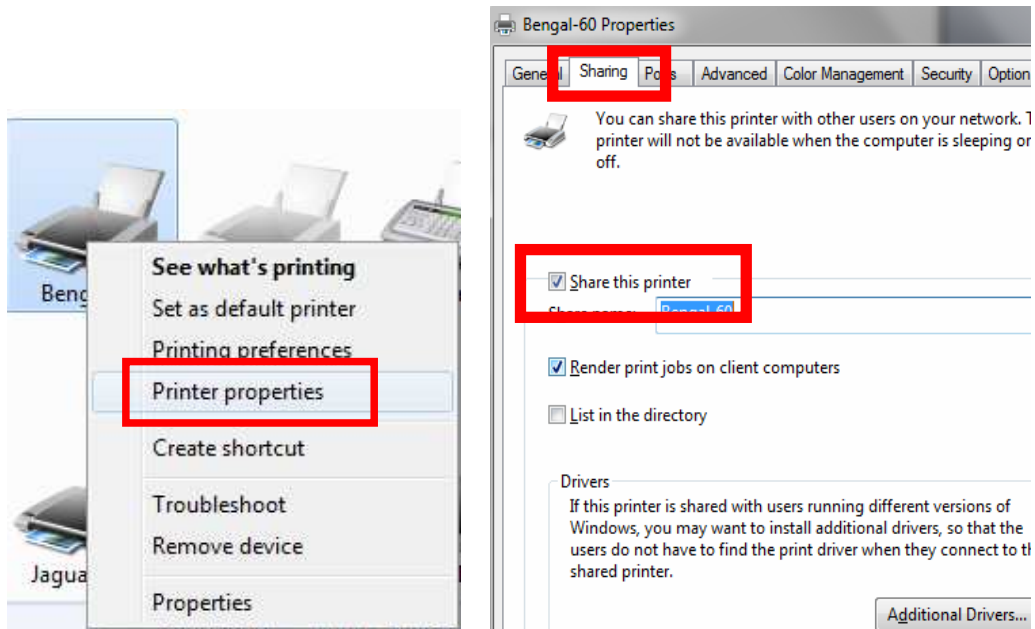 Beng
See what's printing
Set as default printer
Printing preferences
Printer properties
Create shortcut
Troubleshoot
Remove device
Jagua
Properties
Bengal-60 Properties
General Sharing Ports Advanced Color Management Security Option
You can share this printer with other users on your network. T
printer will not be available when the computer is sleeping or
off.
Share this printer
Share name: Bengal-60
Render print jobs on client computers
List in the directory
Drivers
If this printer is shared with users running different versions of
Windows, you may want to install additional drivers, so that the
users do not have to find the print driver when they connect to th
shared printer.
Additional Drivers...